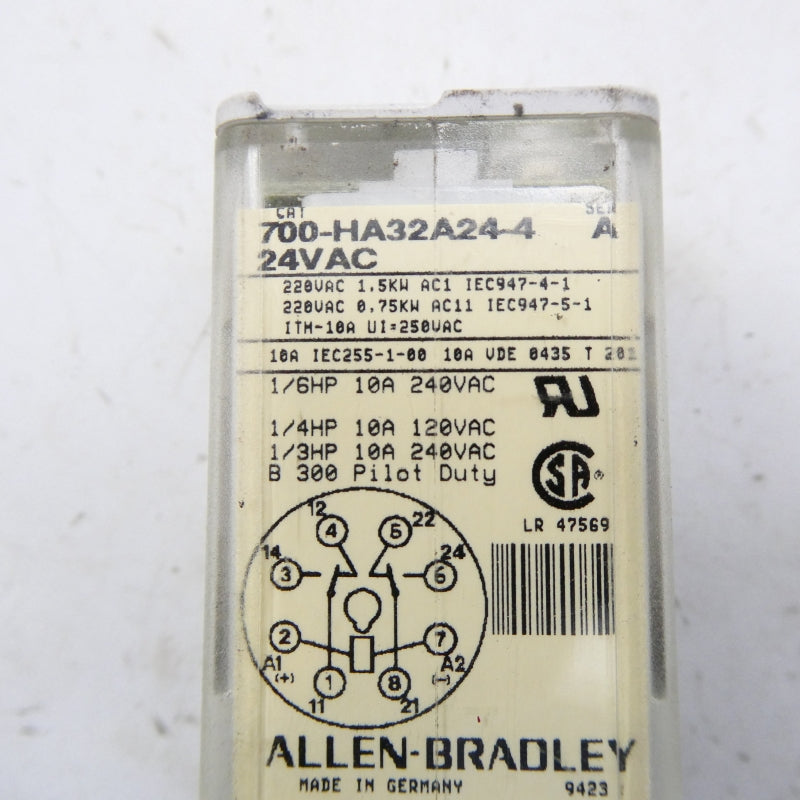 CAT SER
700-HA32A24-4 A
24VAC
220VAC 1.5KW AC1 IEC947-4-1
220VAC 0.75KW AC11 IEC947-5-1
ITH=10A UI=250VAC
10A IEC255-1-00 10A VDE 0435 T 201
1/6HP 10A 240VAC
1/4HP 10A 120VAC
1/3HP 10A 240VAC
B 300 Pilot Duty
SA ®
LR 47569
12 4 5 22
14 3 6 24
2 7
A1 A2
(+) 1 8 (-)
11 21
ALLEN-BRADLEY
MADE IN GERMANY 9423